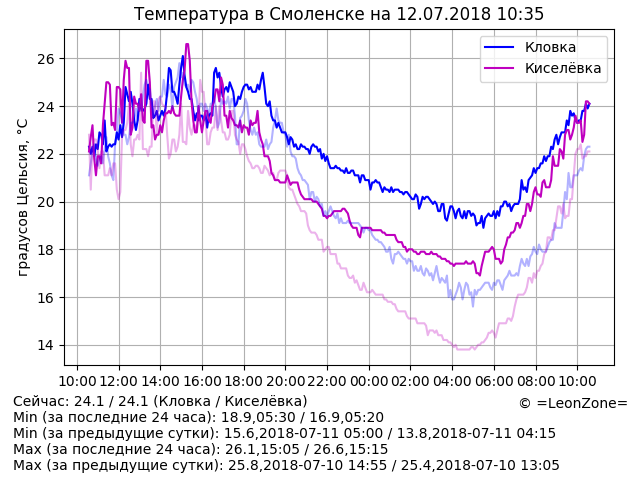 Температура в Смоленске на 12.07.2018 10:35
Кловка
Киселёвка
градусов Цельсия, °C
26
24
22
20
18
16
14
10:00 12:00 14:00 16:00 18:00 20:00 22:00 00:00 02:00 04:00 06:00 08:00 10:00
Сейчас: 24.1 / 24.1 (Кловка / Киселёвка)
© =LeonZone=
Min (за последние 24 часа): 18.9,05:30 / 16.9,05:20
Min (за предыдущие сутки): 15.6,2018-07-11 05:00 / 13.8,2018-07-11 04:15
Max (за последние 24 часа): 26.1,15:05 / 26.6,15:15
Max (за предыдущие сутки): 25.8,2018-07-10 14:55 / 25.4,2018-07-10 13:05